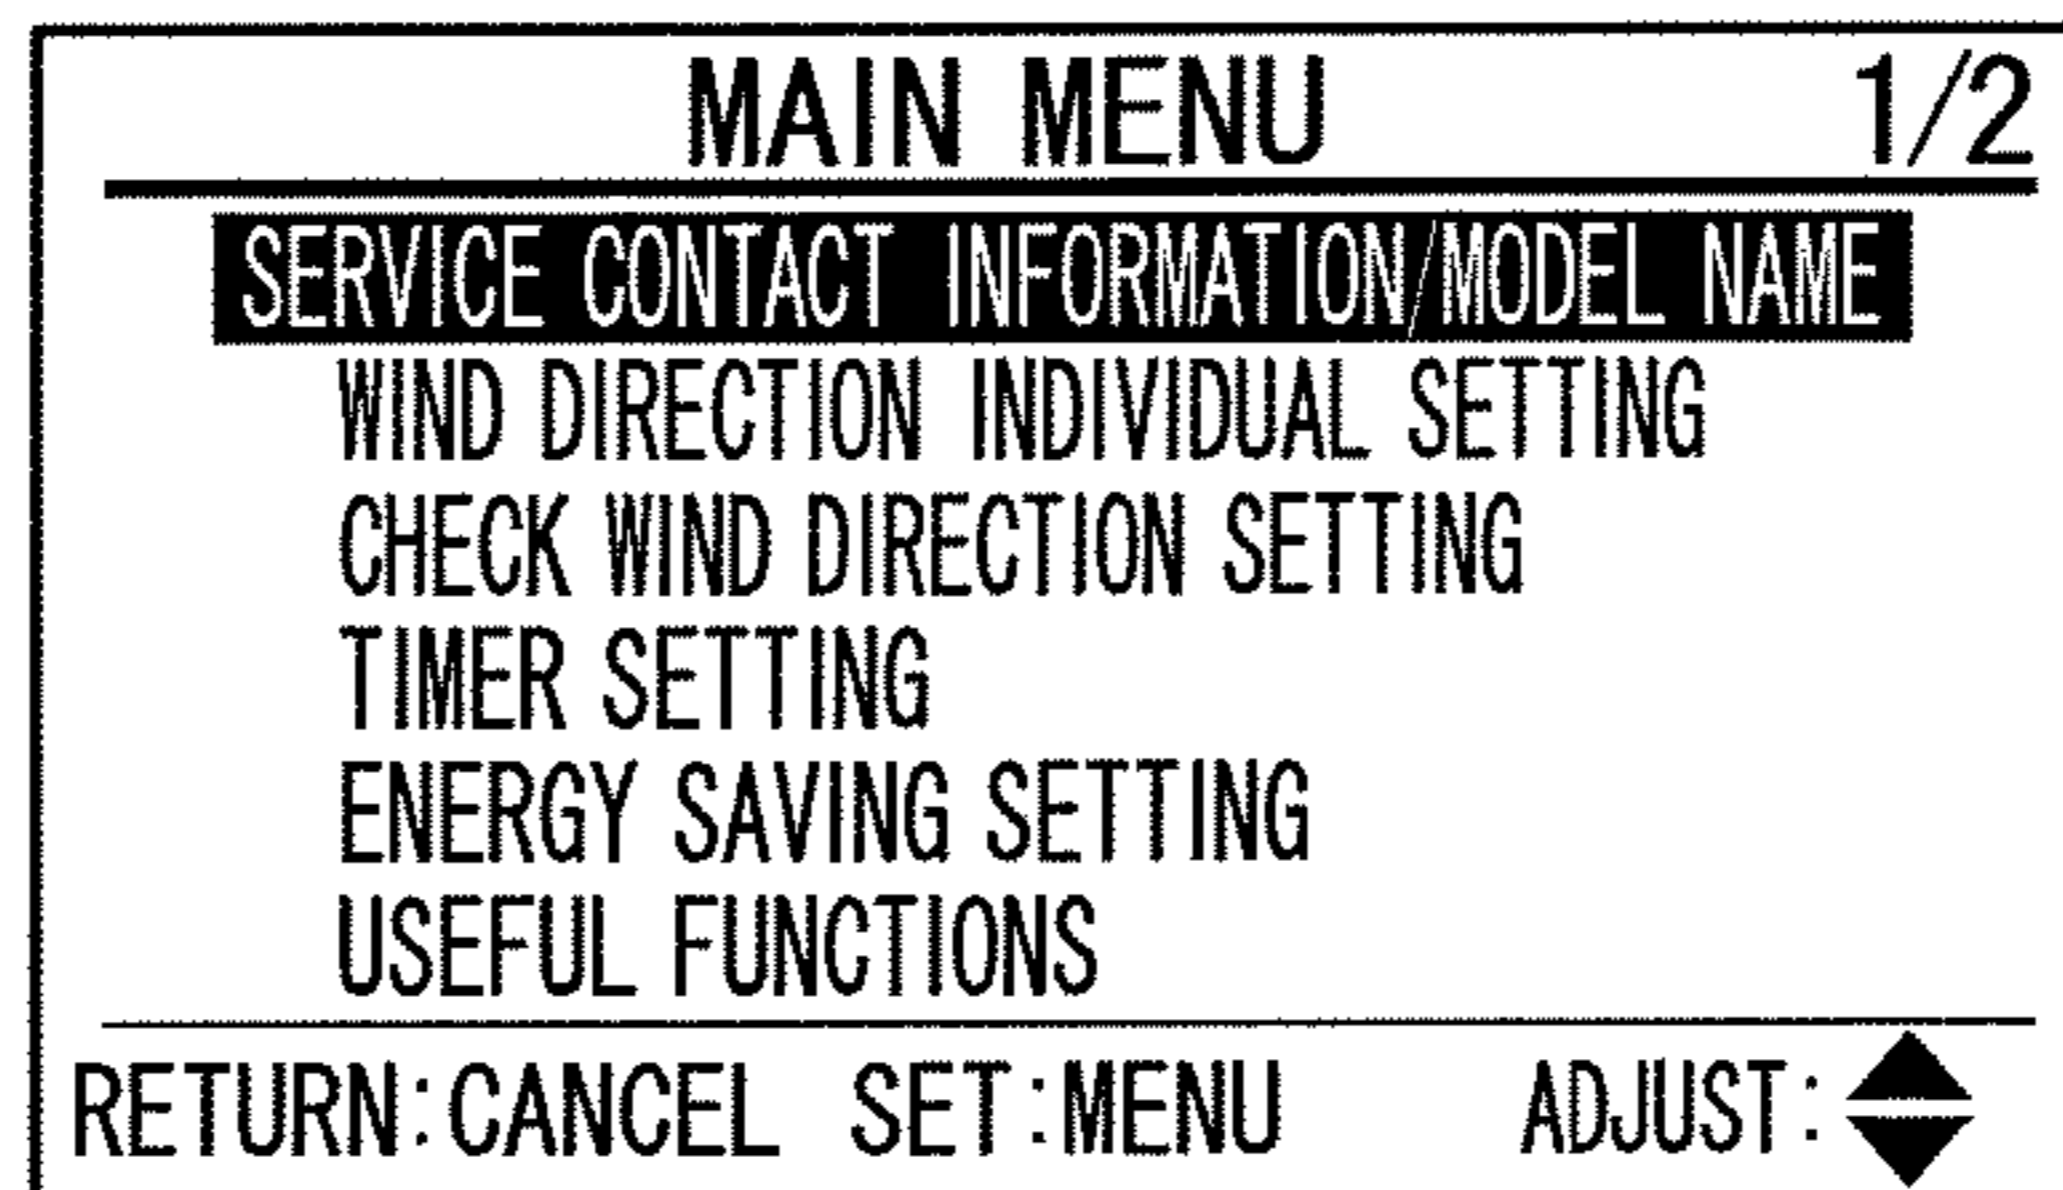 MAIN MENU 1/2
SERVICE CONTACT INFORMATION/MODEL NAME
WIND DIRECTION INDIVIDUAL SETTING
CHECK WIND DIRECTION SETTING
TIMER SETTING
ENERGY SAVING SETTING
USEFUL FUNCTIONS
RETURN:CANCEL SET:MENU ADJUST: